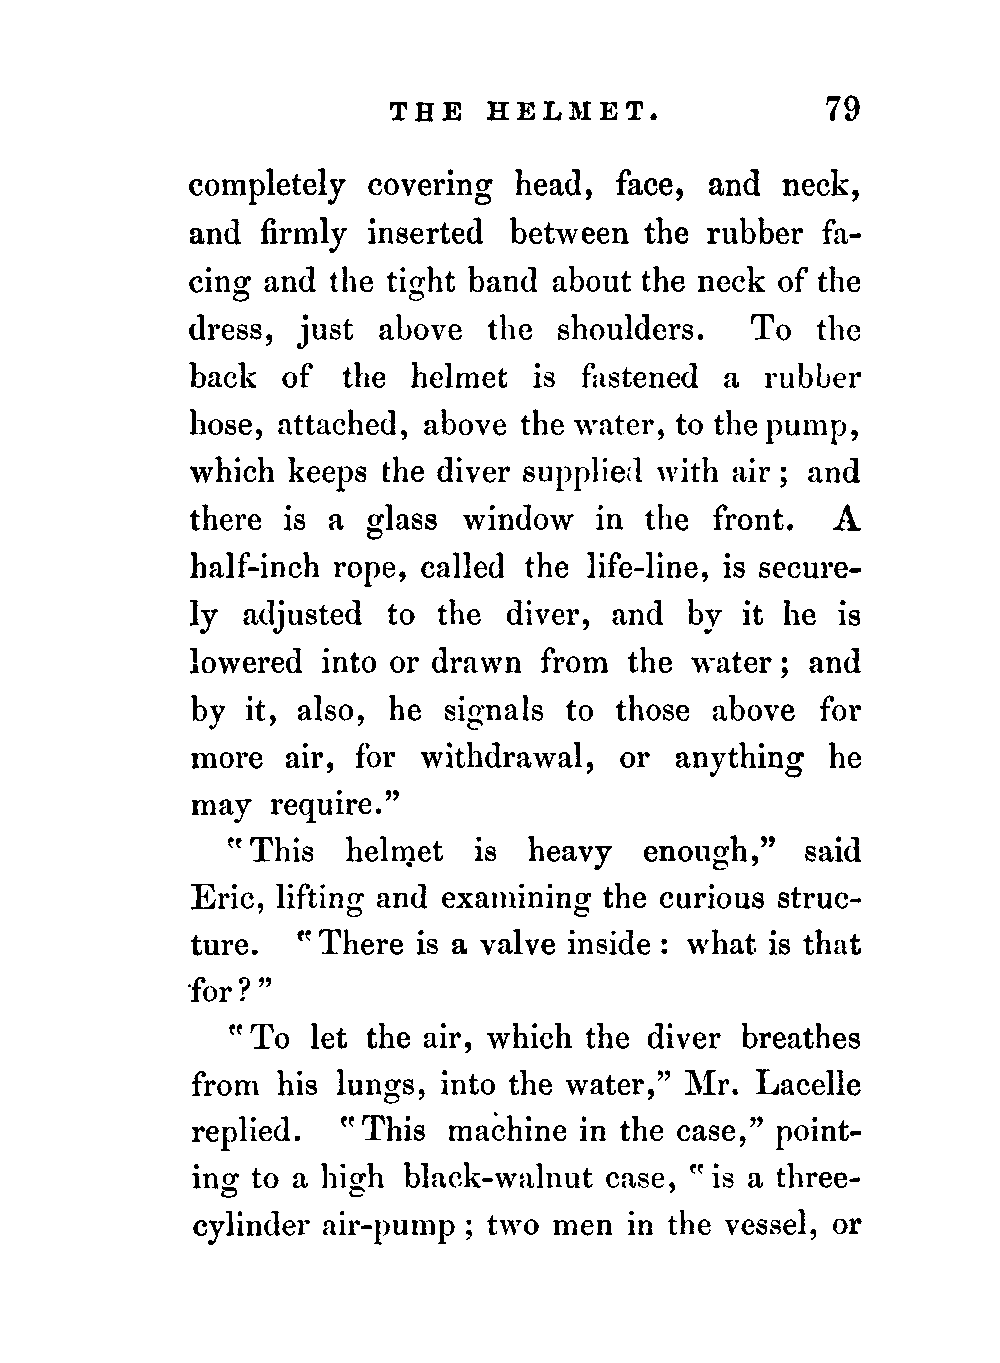 THE HELMET. 79
completely covering head, face, and neck,
and firmly inserted between the rubber fa-
cing and the tight band about the neck of the
dress, just above the shoulders. To the
back of the helmet is fastened a rubber
hose, attached, above the water, to the pump,
which keeps the diver supplied with air; and
there is a glass window in the front. A
half-inch rope, called the life-line, is secure-
ly adjusted to the diver, and by it he is
lowered into or drawn from the water; and
by it, also, he signals to those above for
more air, for withdrawal, or anything he
may require.”
“This helmet is heavy enough,” said
Eric, lifting and examining the curious struc-
ture. “There is a valve inside: what is that
for?”
“To let the air, which the diver breathes
from his lungs, into the water,” Mr. Lacelle
replied. “This machine in the case,” point-
ing to a high black-walnut case, “is a three-
cylinder air-pump; two men in the vessel, or